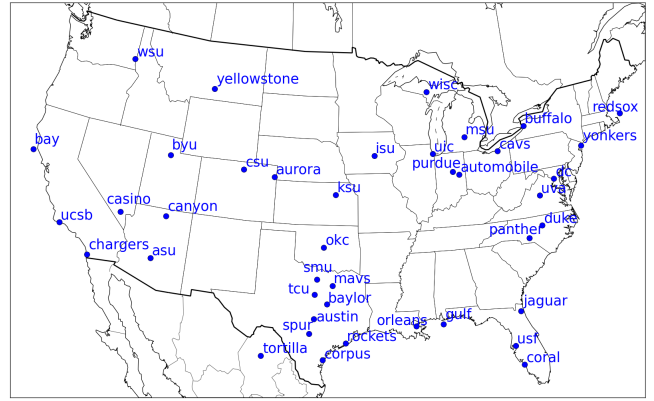 wsu
yellowstone
wisc
redsox
buffalo
msu
yonkers
bay
byu
isu
uic
cavs
csu
aurora
purdue
automobile
dc
ksu
uva
casino
canyon
ucsb
duke
panther
chargers
asu
okc
smu
mavs
tcu
baylor
jaguar
austin
orleans
gulf
spur
rockets
usf
tortilla
corpus
coral